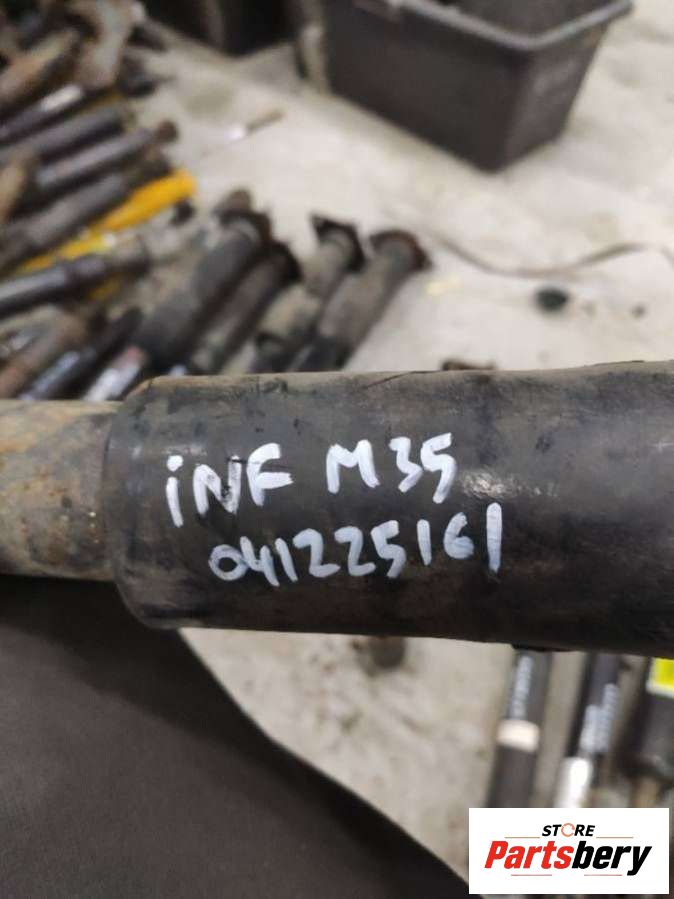 iNF M35
041225161
STORE
Partsbery